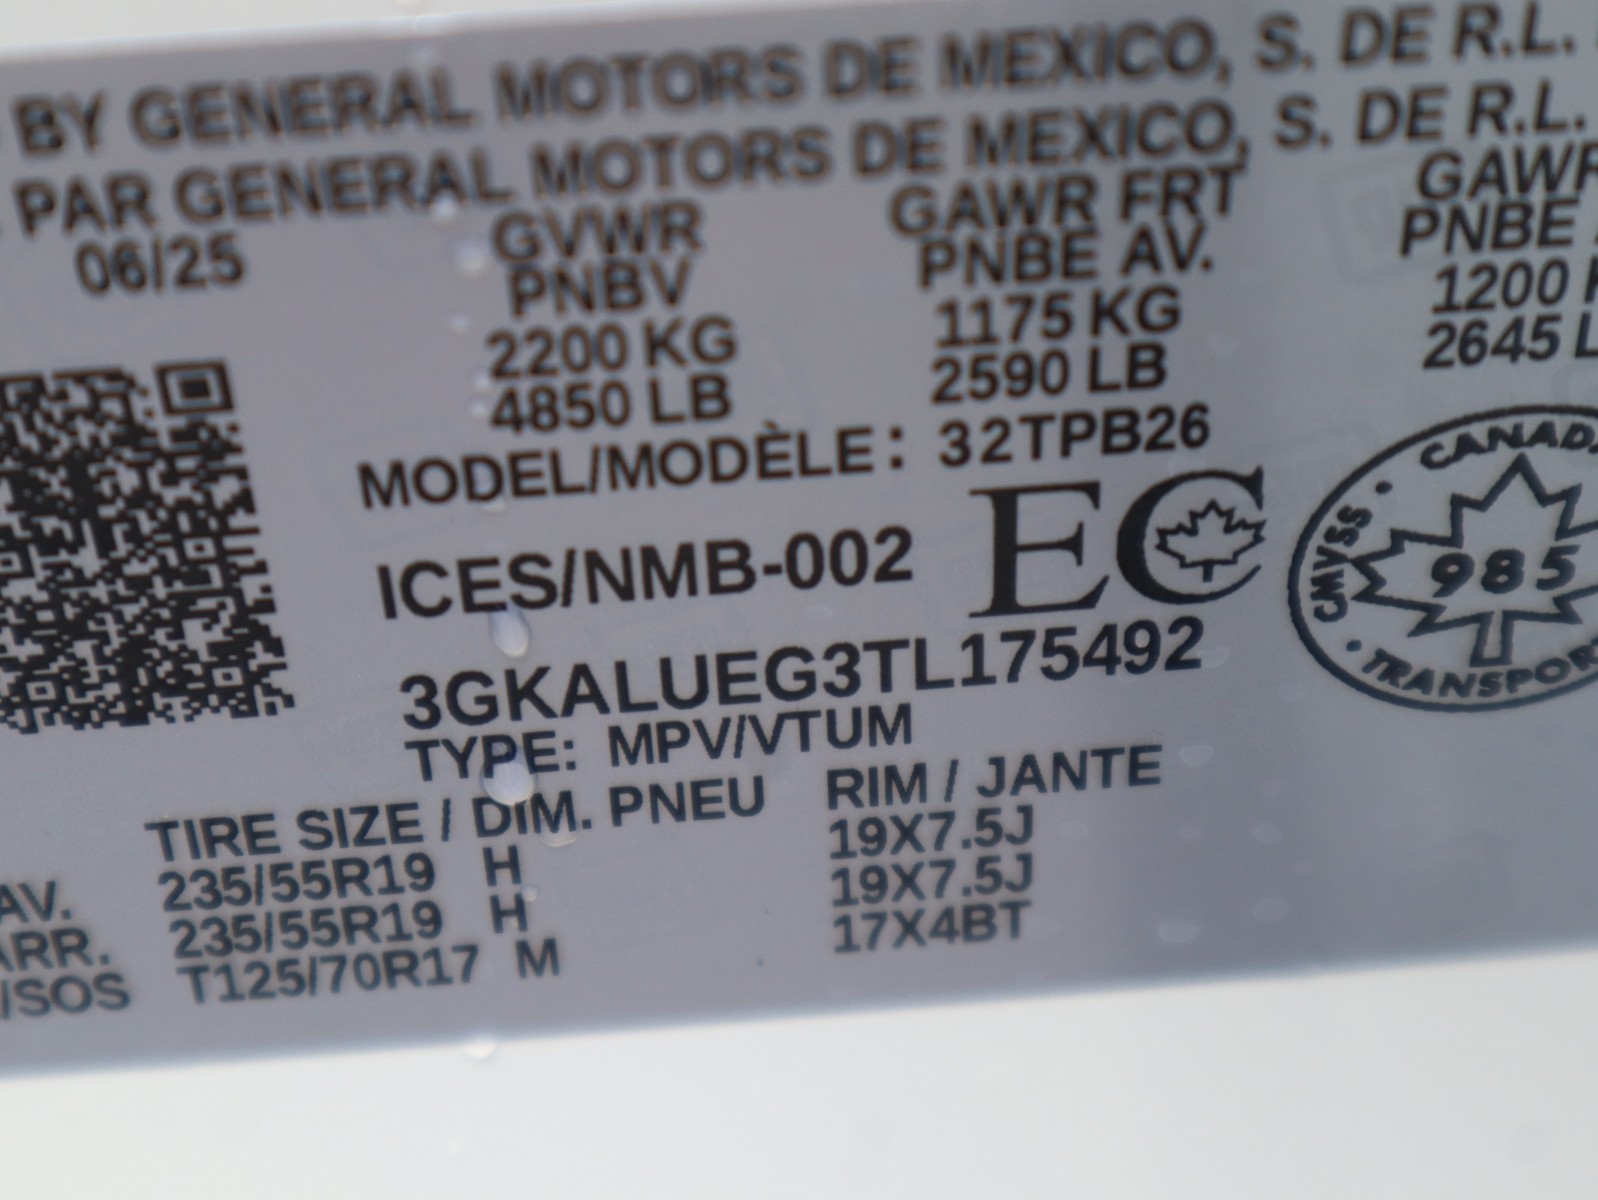 BY GENERAL MOTORS DE MEXICO, S. DE R.L.
PAR GENERAL MOTORS DE MEXICO, S. DE R.L.
06/25 GVWR GAWR FRT GAWR
PNBV PNBE AV. PNBE
2200 KG 1175 KG 1200
4850 LB 2590 LB 2645
MODEL/MODÈLE: 32TPB26
ICES/NMB-002 EC
CANADA
CMVSS
985
TRANSPOR
3GKALUEG3TL175492
TYPE: MPV/VTUM
TIRE SIZE / DIM. PNEU RIM / JANTE
AV. 235/55R19 H 19X7.5J
ARR. 235/55R19 H 19X7.5J
/SOS T125/70R17 M 17X4BT